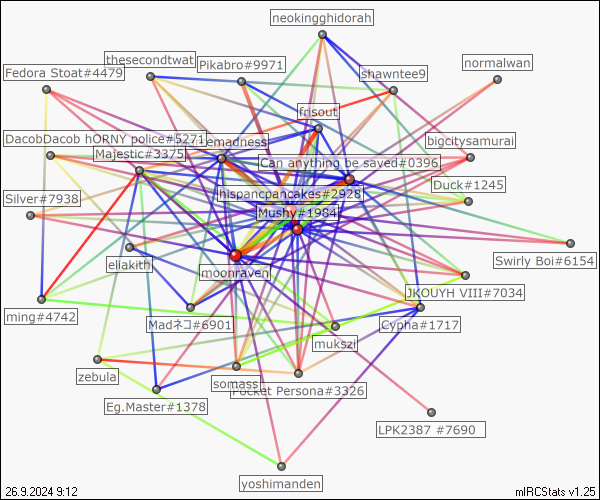 neokingghidorah
thesecondtwat
Pikabro#9971
normalwan
Fedora Stoat#4479
shawntee9
frisout
DacobDacob hORNY police#5271
emadness
bigcitysamurai
Majestic#3375
Can anything be saved#0396
Duck#1245
Silver#7938
hispancpancakes#2928
Mushy#1984
eliakith
moonraven
Swirly Boi#6154
JKOUYH VIII#7034
ming#4742
Madネコ#6901
Cypha#1717
mukszi
zebula
somass
Pocket Persona#3326
Eg.Master#1378
LPK2387 #7690
yoshimanden
26.9.2024 9:12
mIRCStats v1.25